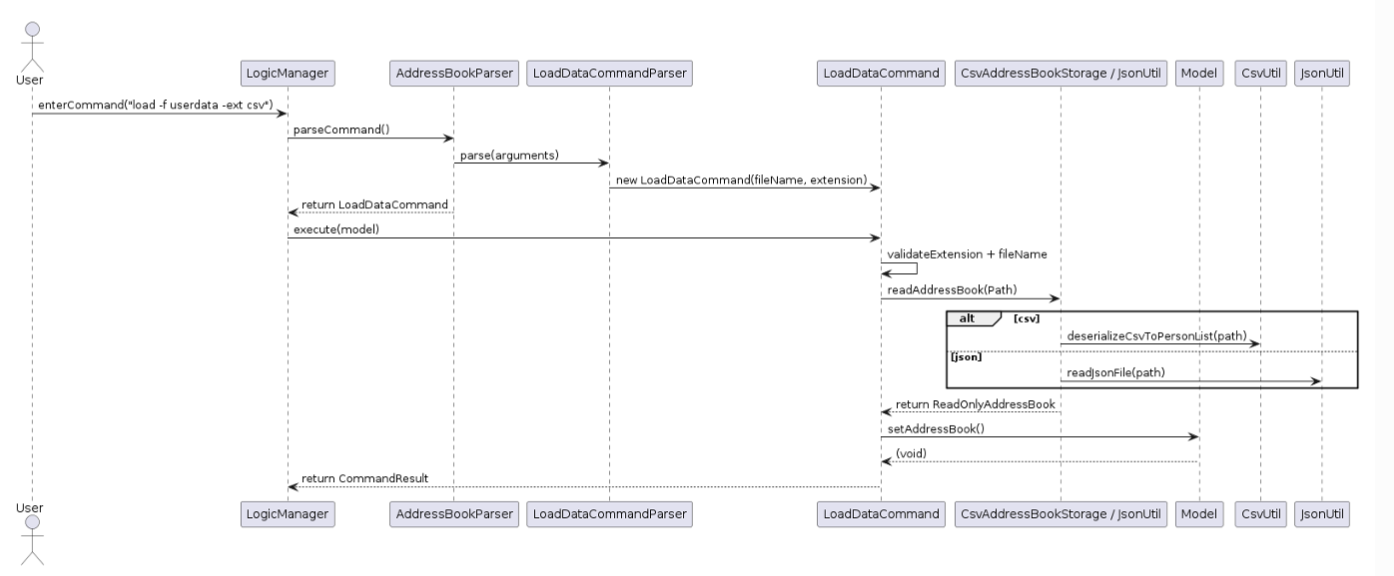 User
LogicManager
AddressBookParser
LoadDataCommandParser
LoadDataCommand
CsvAddressBookStorage / JsonUtil
Model
CsvUtil
JsonUtil
enterCommand("load -f userdata -ext csv")
parseCommand()
parse(arguments)
new LoadDataCommand(fileName, extension)
return LoadDataCommand
execute(model)
validateExtension + fileName
readAddressBook(Path)
alt
[csv]
deserializeCsvToPersonList(path)
[json]
readJsonFile(path)
return ReadOnlyAddressBook
setAddressBook()
(void)
return CommandResult
User
LogicManager
AddressBookParser
LoadDataCommandParser
LoadDataCommand
CsvAddressBookStorage / JsonUtil
Model
CsvUtil
JsonUtil